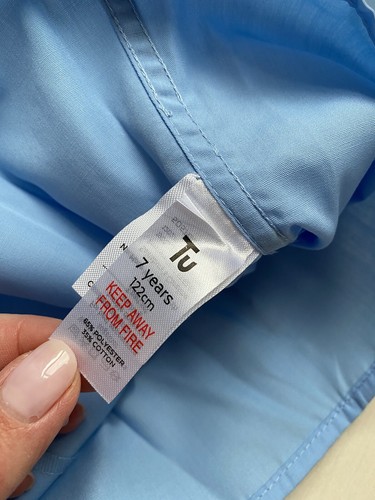 Tu
7 years
122cm
KEEP AWAY
FROM FIRE
65% POLYESTER
35% COTTON